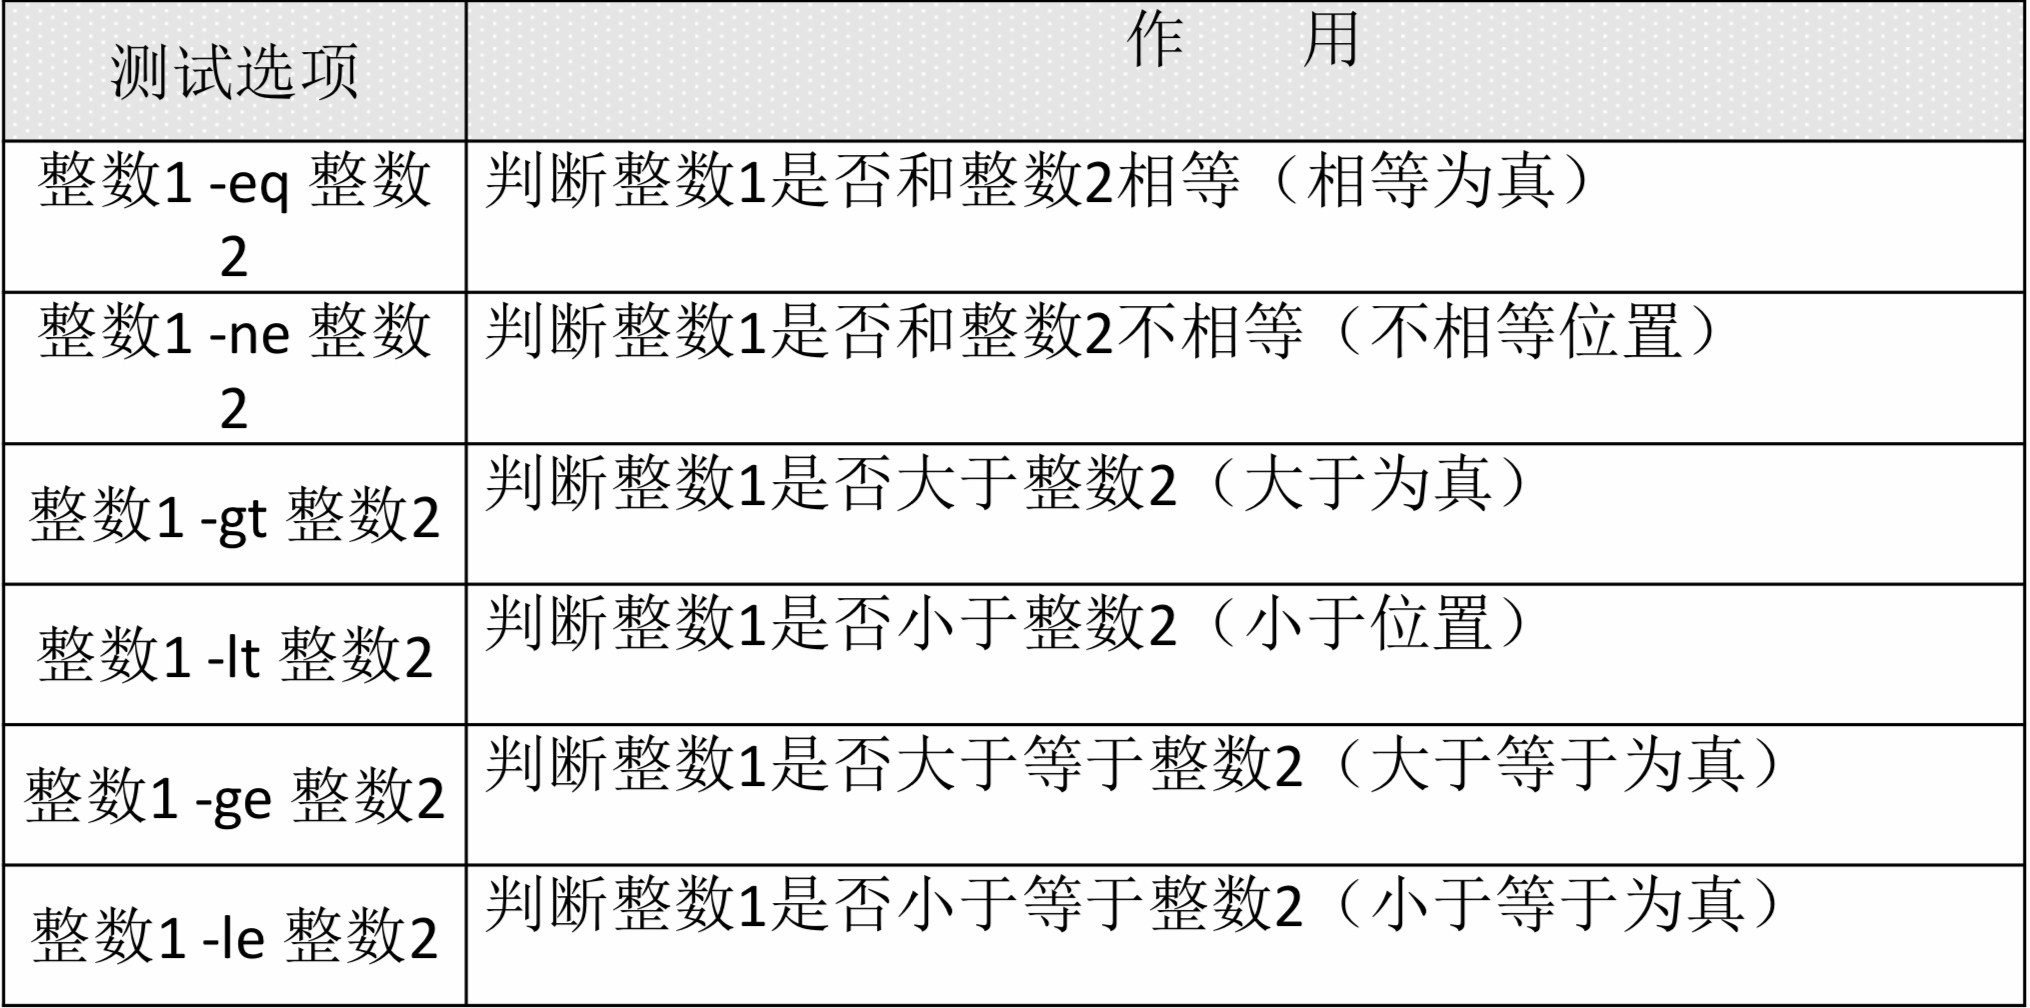 测试选项
作 用
整数1 -eq 整数
2
判断整数1是否和整数2相等（相等为真）
整数1 -ne 整数
2
判断整数1是否和整数2不相等（不相等位置）
整数1 -gt 整数2
判断整数1是否大于整数2（大于为真）
整数1 -lt 整数2
判断整数1是否小于整数2（小于位置）
整数1 -ge 整数2
判断整数1是否大于等于整数2（大于等于为真）
整数1 -le 整数2
判断整数1是否小于等于整数2（小于等于为真）